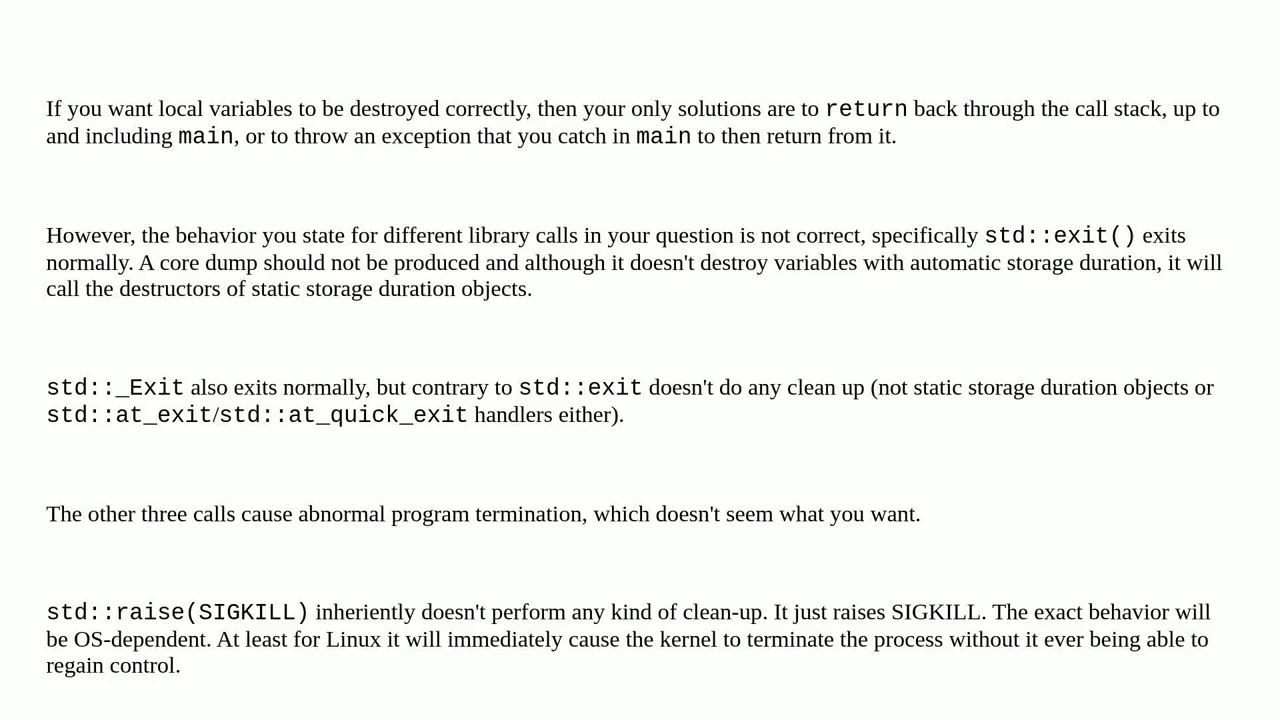 If you want local variables to be destroyed correctly, then your only solutions are to return back through the call stack, up to
and including main, or to throw an exception that you catch in main to then return from it.
However, the behavior you state for different library calls in your question is not correct, specifically std::exit() exits
normally. A core dump should not be produced and although it doesn't destroy variables with automatic storage duration, it will
call the destructors of static storage duration objects.
std::_Exit also exits normally, but contrary to std::exit doesn't do any clean up (not static storage duration objects or
std::at_exit/std::at_quick_exit handlers either).
The other three calls cause abnormal program termination, which doesn't seem what you want.
std::raise(SIGKILL) inheriently doesn't perform any kind of clean-up. It just raises SIGKILL. The exact behavior will
be OS-dependent. At least for Linux it will immediately cause the kernel to terminate the process without it ever being able to
regain control.